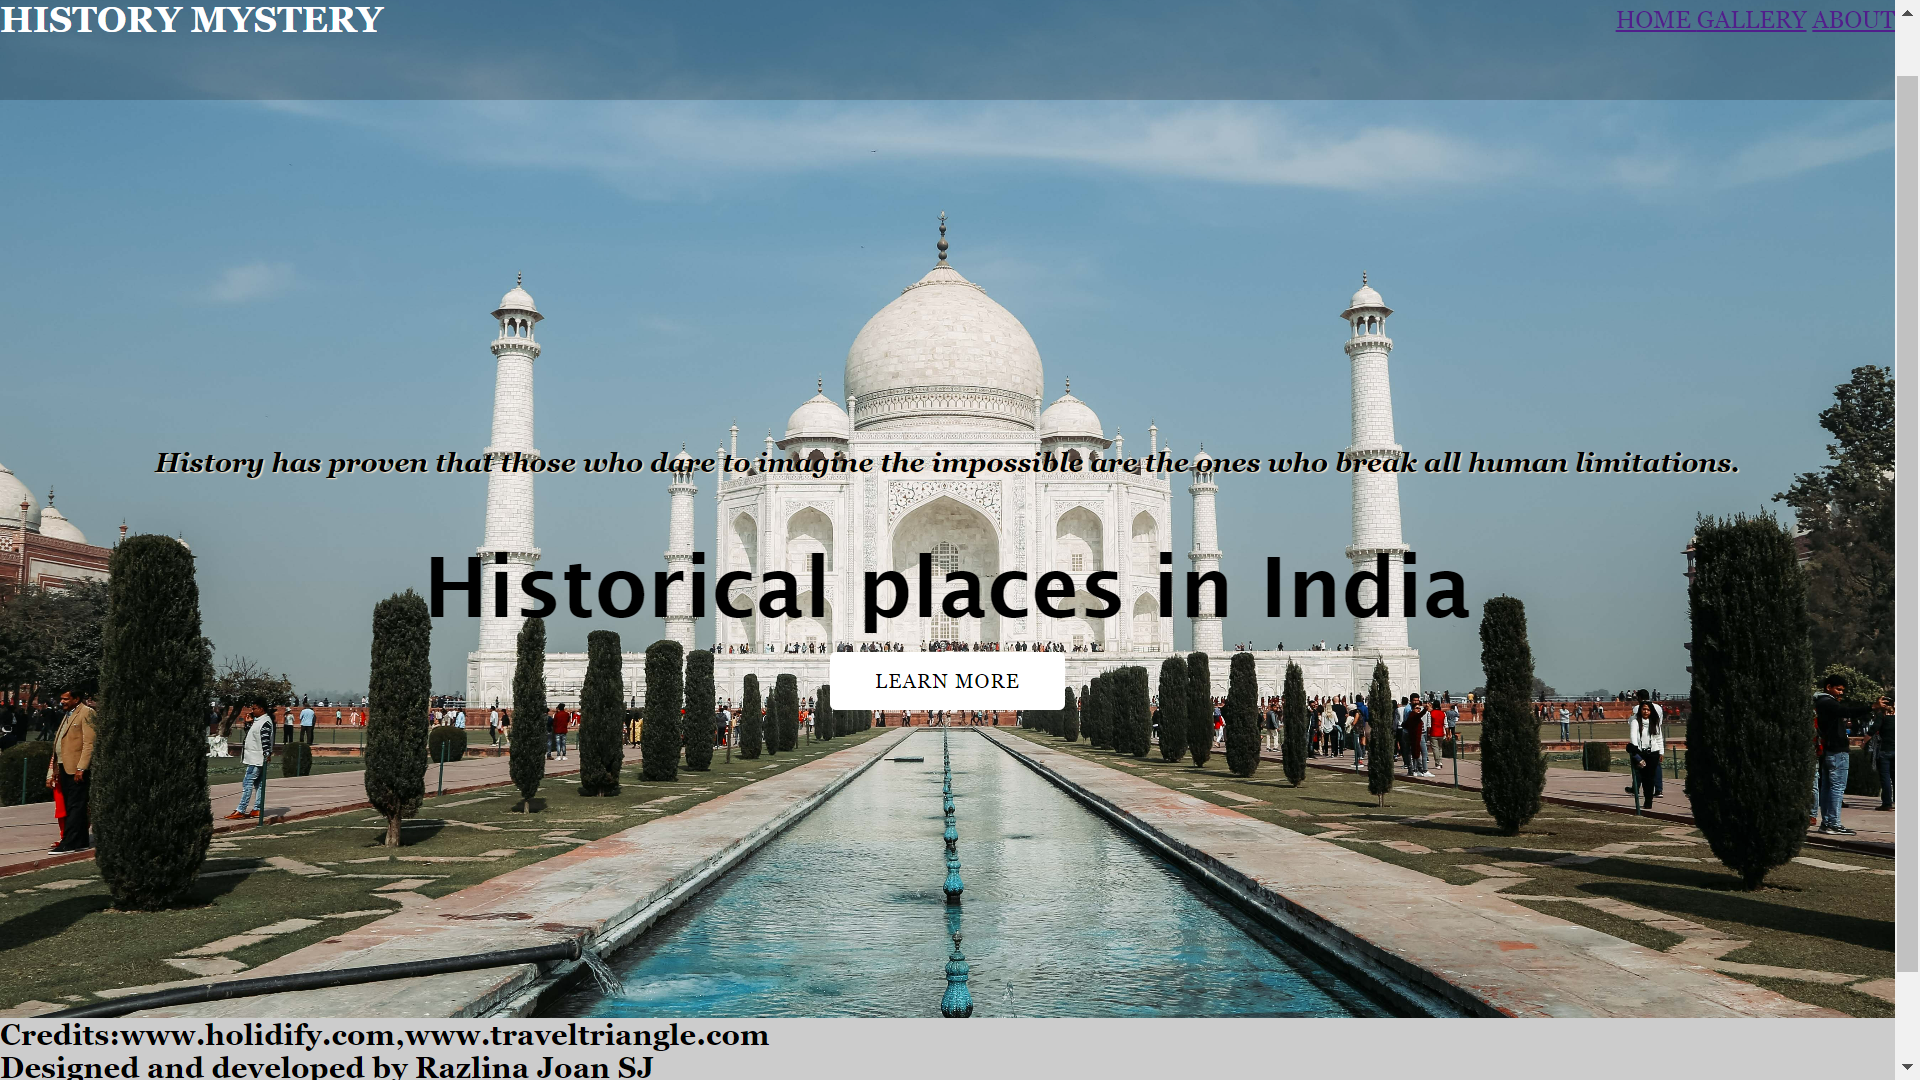 HISTORY MYSTERY
HOME GALLERY ABOUT
History has proven that those who dare to imagine the impossible are the ones who break all human limitations.
Historical places in India
LEARN MORE
Credits:www.holidify.com,www.traveltriangle.com
Designed and developed by Razlina Joan SJ